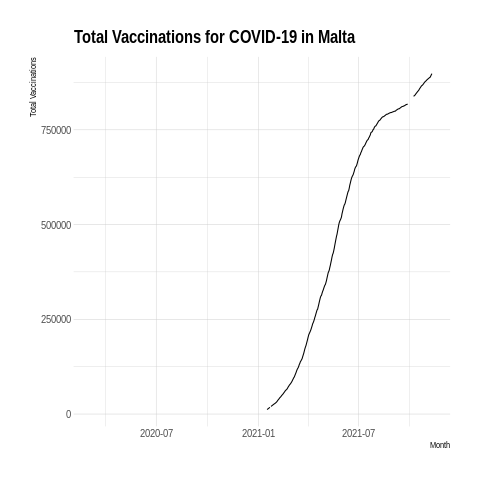 Total Vaccinations for COVID-19 in Malta
Total Vaccinations
750000
500000
250000
0
2020-07 2021-01 2021-07
Month